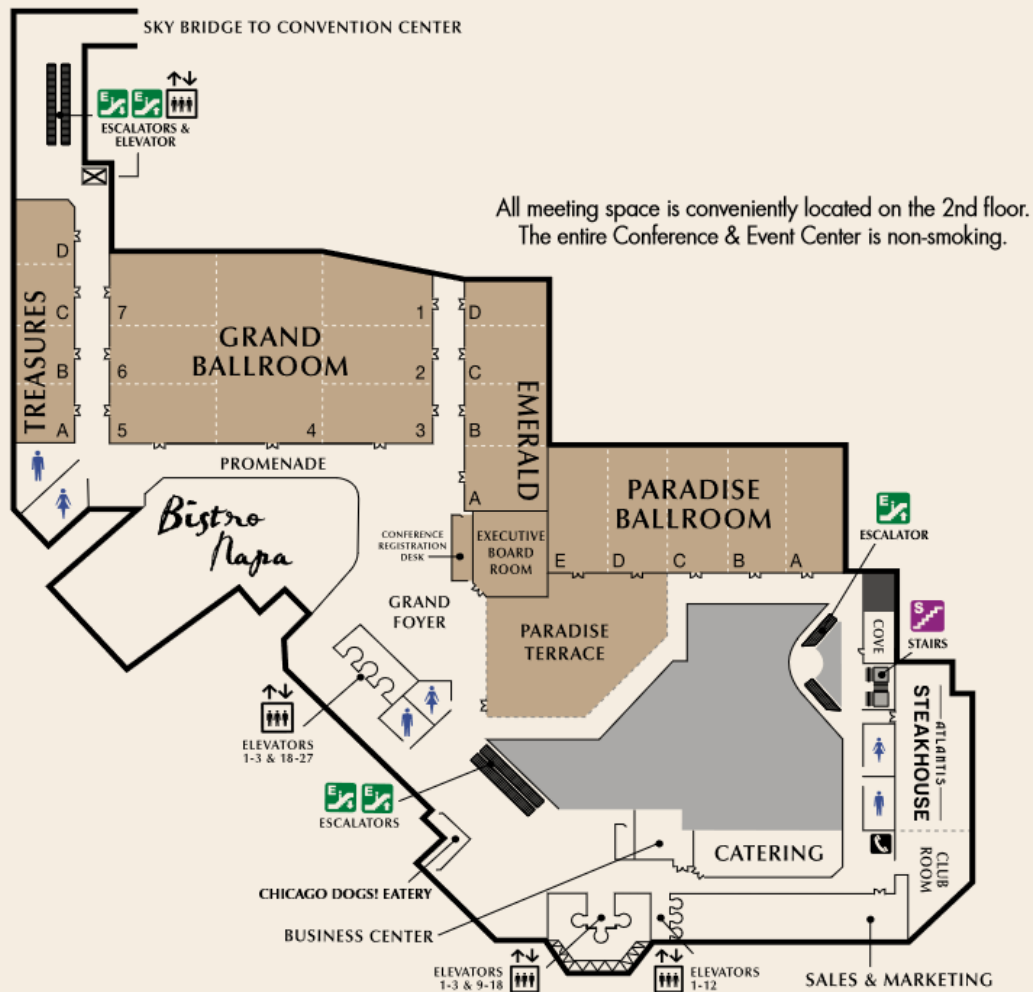 SKY BRIDGE TO CONVENTION CENTER
E
E
ESCALATORS &
ELEVATOR
All meeting space is conveniently located on the 2nd floor.
The entire Conference & Event Center is non-smoking.
TREASURES
D
C
B
A
GRAND
BALLROOM
7
1
6
2
5
4
3
EMERALD
D
C
B
A
PROMENADE
Bistro
Napa
PARADISE
BALLROOM
E
D
C
B
A
E
ESCALATOR
CONFERENCE
REGISTRATION
DESK
EXECUTIVE
BOARD
ROOM
GRAND
FOYER
PARADISE
TERRACE
COVE
S
STAIRS
ATLANTIS
STEAKHOUSE
ELEVATORS
1-3 & 18-27
E
E
ESCALATORS
CATERING
CLUB
ROOM
CHICAGO DOGS! EATERY
BUSINESS CENTER
ELEVATORS
1-3 & 9-18
ELEVATORS
1-12
SALES & MARKETING